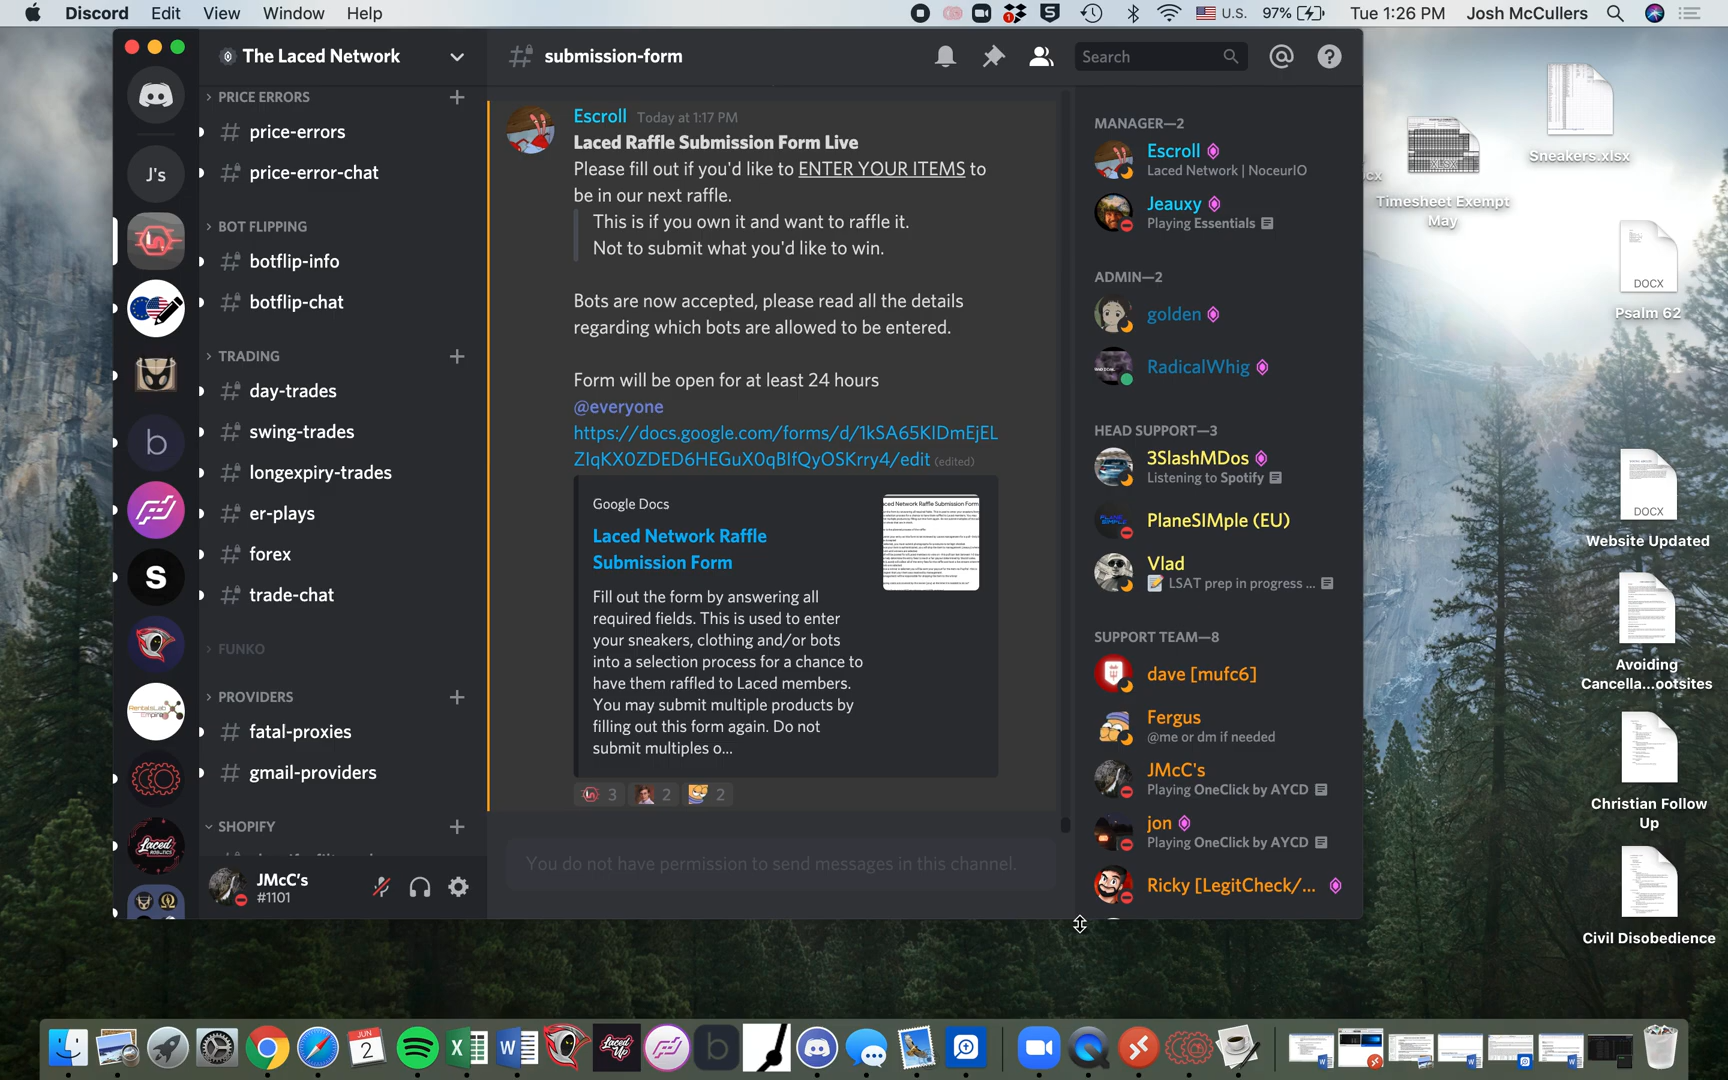 Discord Edit View Window Help
U.S. 97% Tue 1:26 PM Josh McCullers
The Laced Network
PRICE ERRORS
# price-errors
# price-error-chat
BOT FLIPPING
# botflip-info
# botflip-chat
TRADING
# day-trades
# swing-trades
# longexpiry-trades
# er-plays
# forex
# trade-chat
FUNKO
PROVIDERS
# fatal-proxies
# gmail-providers
SHOPIFY
JMcC's
#1101
J's
b
S
# submission-form
Search
Escroll Today at 1:17 PM
Laced Raffle Submission Form Live
Please fill out if you'd like to ENTER YOUR ITEMS to
be in our next raffle.
This is if you own it and want to raffle it.
Not to submit what you'd like to win.
Bots are now accepted, please read all the details
regarding which bots are allowed to be entered.
Form will be open for at least 24 hours
@everyone
https://docs.google.com/forms/d/1kSA65KIDmEjEL
ZIqKX0ZDED6HEGuX0qBIfQyOSKrry4/edit (edited)
Google Docs
Laced Network Raffle
Submission Form
Fill out the form by answering all
required fields. This is used to enter
your sneakers, clothing and/or bots
into a selection process for a chance to
have them raffled to Laced members.
You may submit multiple products by
filling out this form again. Do not
submit multiples o...
3 2 2
You do not have permission to send messages in this channel.
MANAGER—2
Escroll
Laced Network | NoceurIO
Jeauxy
Playing Essentials
ADMIN—2
golden
RadicalWhig
HEAD SUPPORT—3
3SlashMDos
Listening to Spotify
PlaneSIMple (EU)
Vlad
LSAT prep in progress ...
SUPPORT TEAM—8
dave [mufc6]
Fergus
@me or dm if needed
JMcC's
Playing OneClick by AYCD
jon
Playing OneClick by AYCD
Ricky [LegitCheck/...
Sneakers.xlsx
XLSX
Timesheet Exempt
May
DOCX
Psalm 62
DOCX
Website Updated
Avoiding
Cancella...ootsites
Christian Follow
Up
Civil Disobedience
JUN
2